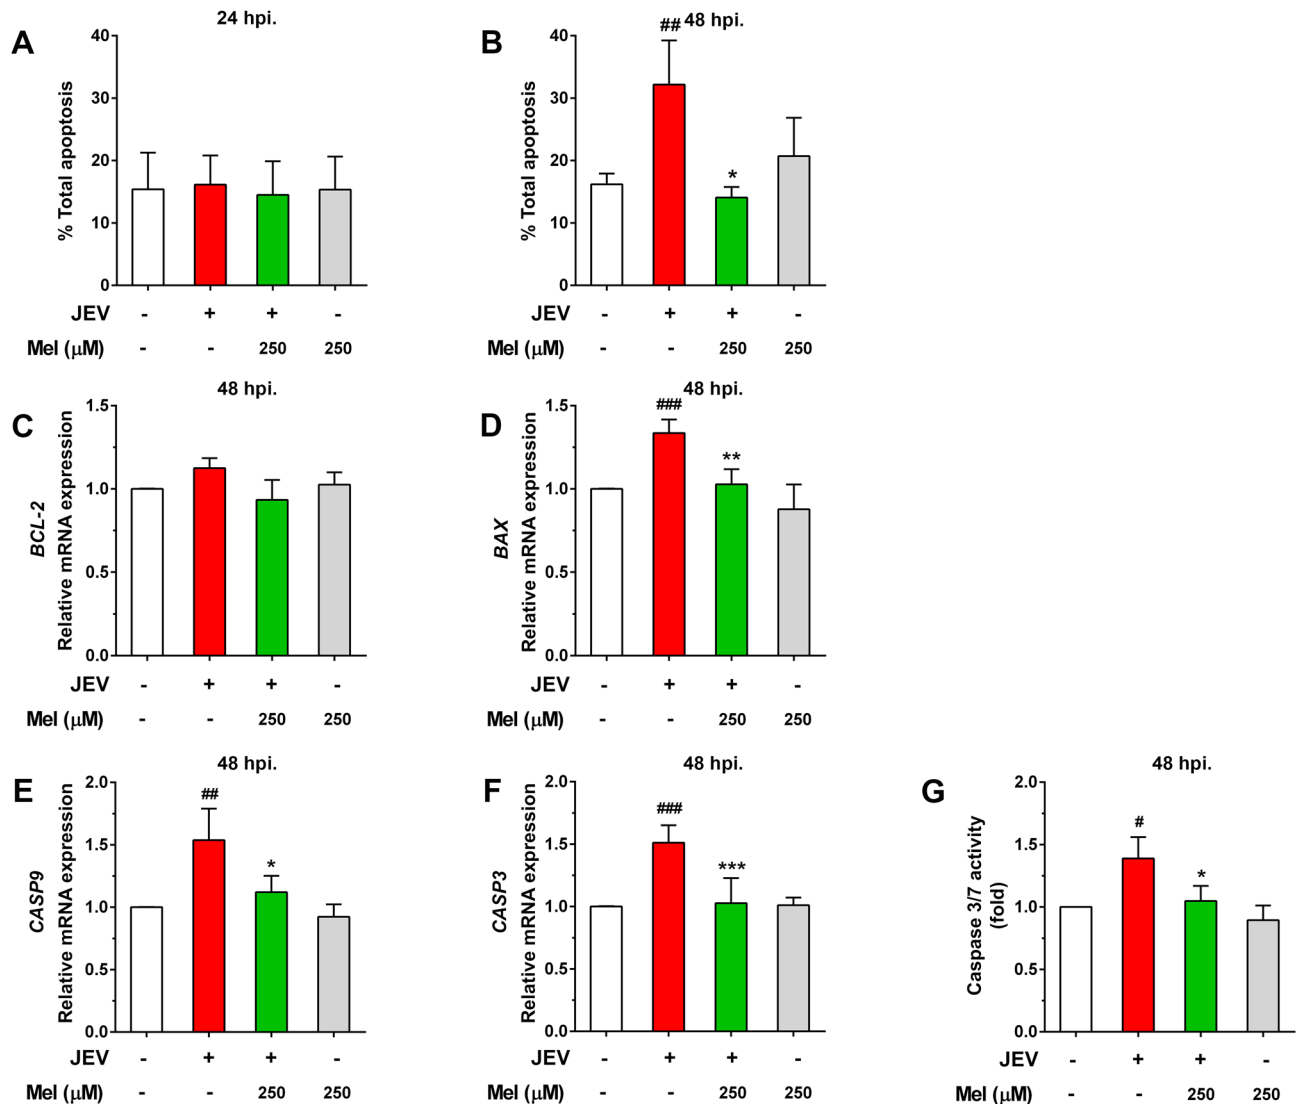 A
24 hpi.
% Total apoptosis
40
30
20
10
0
JEV - + + -
Mel (μM) - - 250 250
B
48 hpi.
% Total apoptosis
40
30
20
10
0
##
*
JEV - + + -
Mel (μM) - - 250 250
C
48 hpi.
BCL-2
Relative mRNA expression
1.5
1.0
0.5
0.0
JEV - + + -
Mel (μM) - - 250 250
D
48 hpi.
BAX
Relative mRNA expression
1.5
1.0
0.5
0.0
###
**
JEV - + + -
Mel (μM) - - 250 250
E
48 hpi.
CASP9
Relative mRNA expression
2.0
1.5
1.0
0.5
0.0
##
*
JEV - + + -
Mel (μM) - - 250 250
F
48 hpi.
CASP3
Relative mRNA expression
2.0
1.5
1.0
0.5
0.0
###
***
JEV - + + -
Mel (μM) - - 250 250
G
48 hpi.
Caspase 3/7 activity
(fold)
2.0
1.5
1.0
0.5
0.0
#
*
JEV - + + -
Mel (μM) - - 250 250